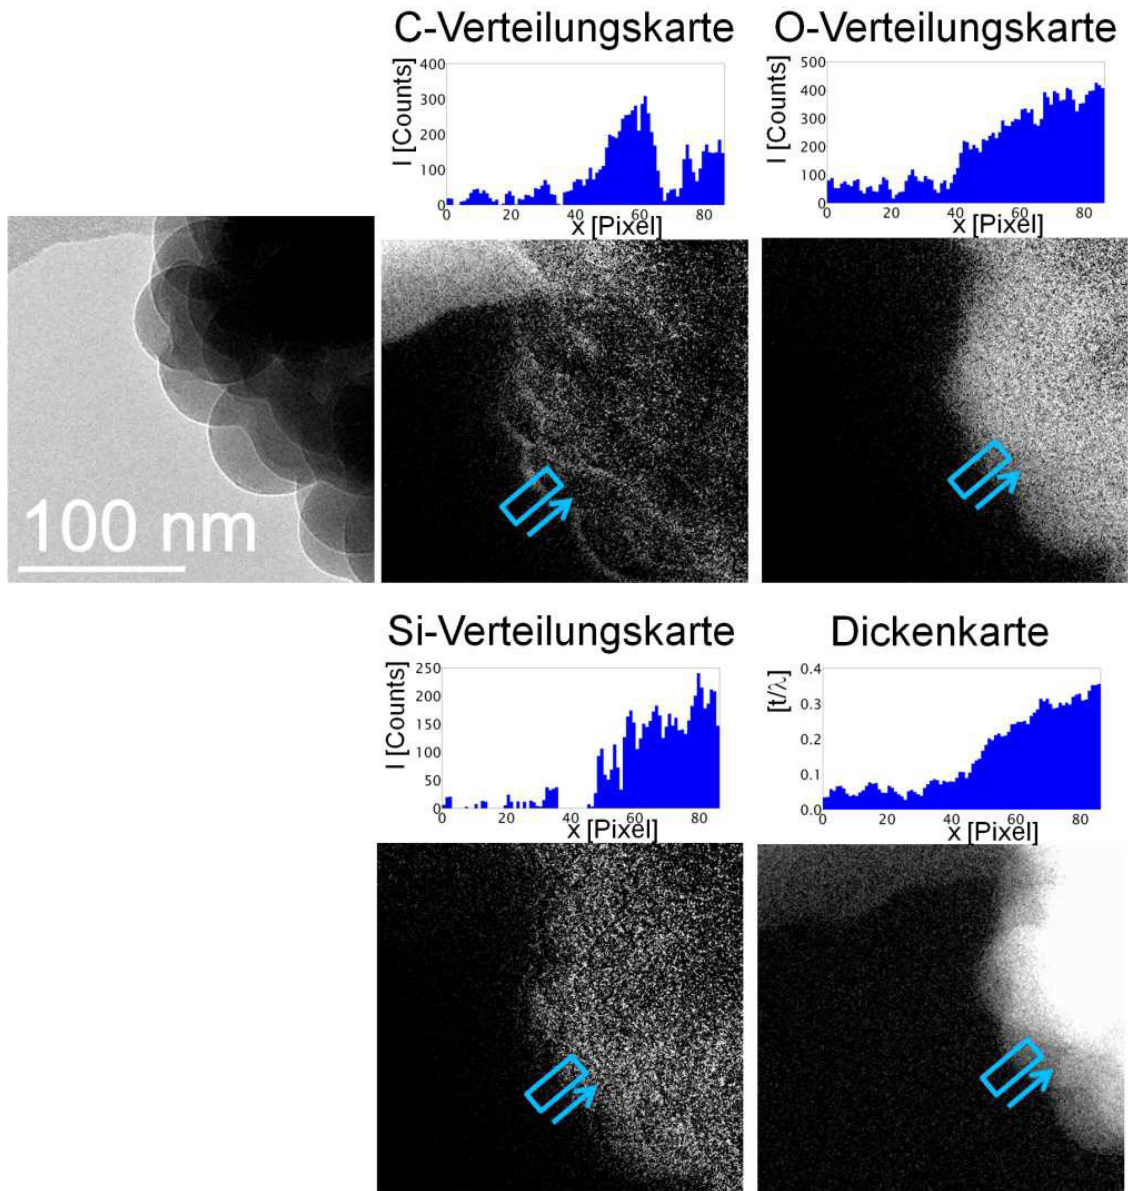 C-Verteilungskarte
O-Verteilungskarte
I [Counts]
400
300
200
100
0
0 20 40 60 80
x [Pixel]
I [Counts]
500
400
300
200
100
0
0 20 40 60 80
x [Pixel]
100 nm
Si-Verteilungskarte
Dickenkarte
I [Counts]
250
200
150
100
50
0
0 20 40 60 80
x [Pixel]
[t/λ]
0.4
0.3
0.2
0.1
0.0
0 20 40 60 80
x [Pixel]